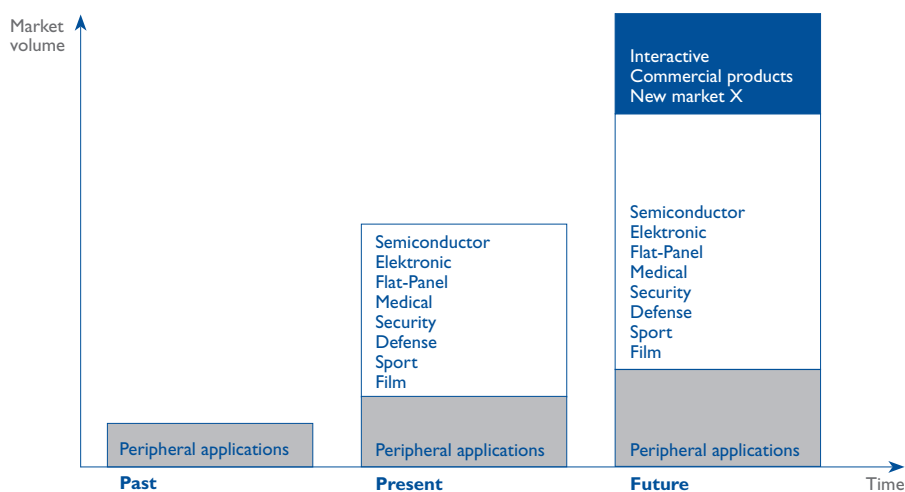 Market
volume
Interactive
Commercial products
New market X
Semiconductor
Elektronic
Flat-Panel
Medical
Security
Defense
Sport
Film
Semiconductor
Elektronic
Flat-Panel
Medical
Security
Defense
Sport
Film
Peripheral applications
Peripheral applications
Peripheral applications
Past
Present
Future
Time